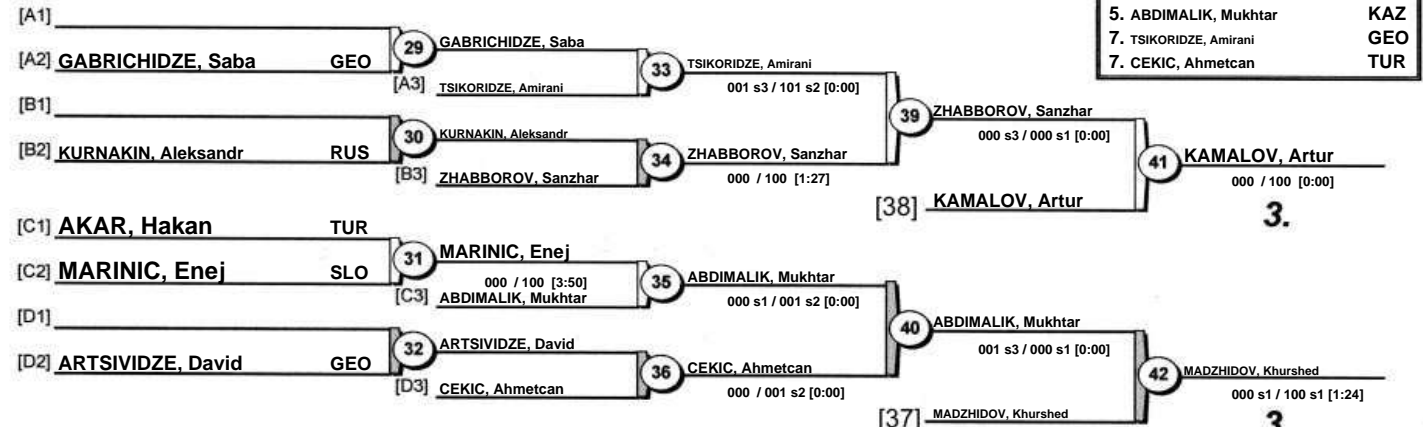 5. ABDIMALIK, Mukhtar KAZ
7. TSIKORIDZE, Amirani GEO
7. CEKIC, Ahmetcan TUR
[A1]
[A2] GABRICHIDZE, Saba GEO
29
GABRICHIDZE, Saba
[A3] TSIKORIDZE, Amirani
33
TSIKORIDZE, Amirani
001 s3 / 101 s2 [0:00]
[B1]
[B2] KURNAKIN, Aleksandr RUS
30
KURNAKIN, Aleksandr
[B3] ZHABBOROV, Sanzhar
34
ZHABBOROV, Sanzhar
000 / 100 [1:27]
39
ZHABBOROV, Sanzhar
000 s3 / 000 s1 [0:00]
[38] KAMALOV, Artur
41
KAMALOV, Artur
000 / 100 [0:00]
3.
[C1] AKAR, Hakan TUR
[C2] MARINIC, Enej SLO
31
MARINIC, Enej
000 / 100 [3:50]
[C3] ABDIMALIK, Mukhtar
35
ABDIMALIK, Mukhtar
000 s1 / 001 s2 [0:00]
[D1]
[D2] ARTSIVIDZE, David GEO
32
ARTSIVIDZE, David
[D3] CEKIC, Ahmetcan
36
CEKIC, Ahmetcan
000 / 001 s2 [0:00]
40
ABDIMALIK, Mukhtar
001 s3 / 000 s1 [0:00]
[37] MADZHIDOV, Khurshed
42
MADZHIDOV, Khurshed
000 s1 / 100 s1 [1:24]
3